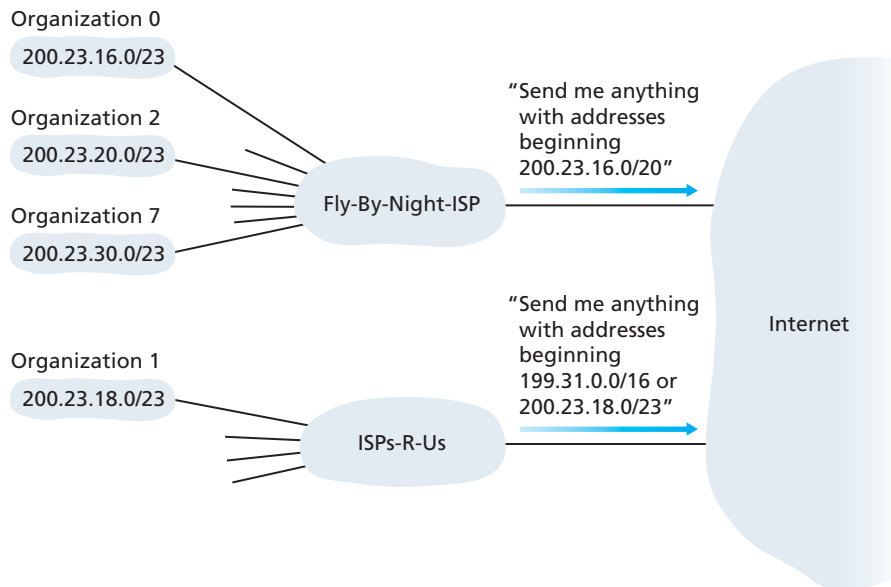 Organization 0
200.23.16.0/23
Organization 2
200.23.20.0/23
Organization 7
200.23.30.0/23
Fly-By-Night-ISP
“Send me anything
with addresses
beginning
200.23.16.0/20”
Organization 1
200.23.18.0/23
ISPs-R-Us
“Send me anything
with addresses
beginning
199.31.0.0/16 or
200.23.18.0/23”
Internet